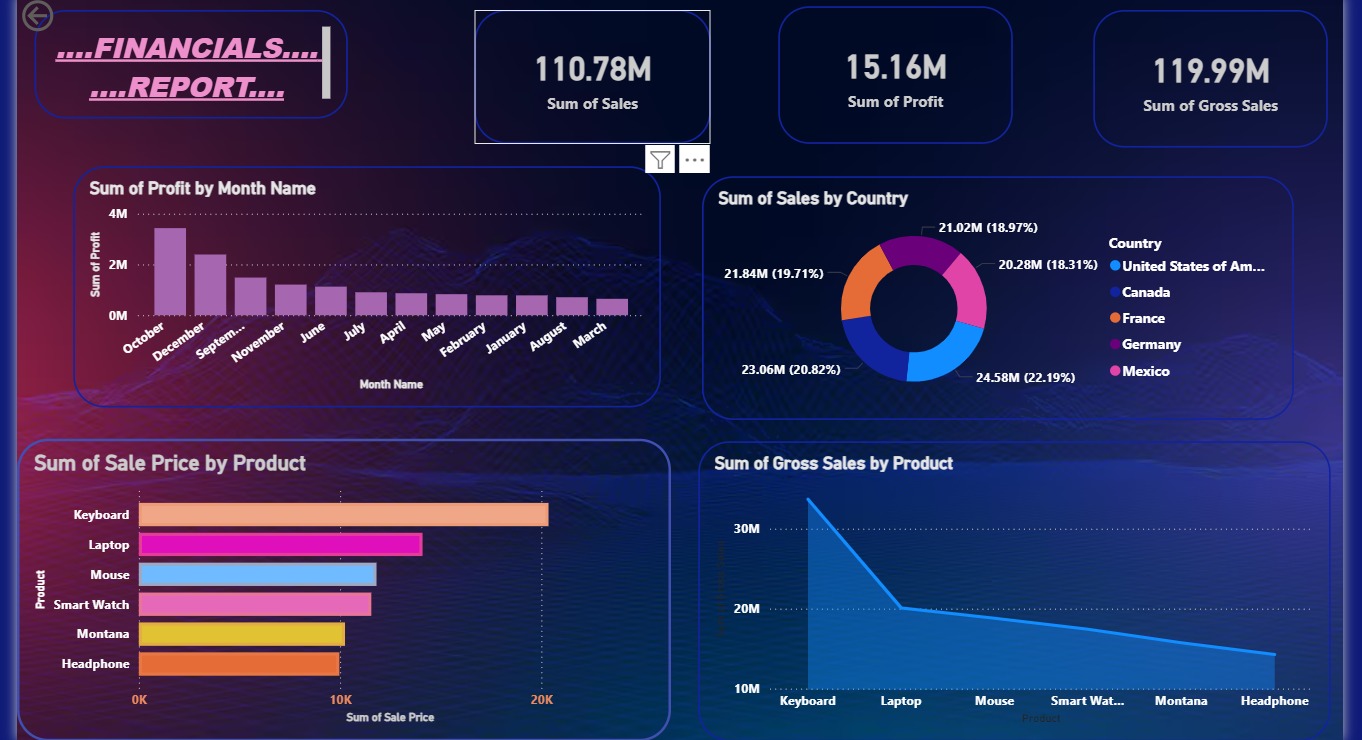 ....FINANCIALS....
....REPORT....
110.78M
Sum of Sales
15.16M
Sum of Profit
119.99M
Sum of Gross Sales
Sum of Profit by Month Name
4M
2M
0M
Sum of Profit
October
December
Septem...
November
June
July
April
May
February
January
August
March
Month Name
Sum of Sales by Country
21.02M (18.97%)
20.28M (18.31%)
21.84M (19.71%)
23.06M (20.82%)
24.58M (22.19%)
Country
United States of Am...
Canada
France
Germany
Mexico
Sum of Sale Price by Product
Product
Keyboard
Laptop
Mouse
Smart Watch
Montana
Headphone
0K
10K
20K
Sum of Sale Price
Sum of Gross Sales by Product
30M
20M
10M
Keyboard
Laptop
Mouse
Smart Wat...
Montana
Headphone
Product